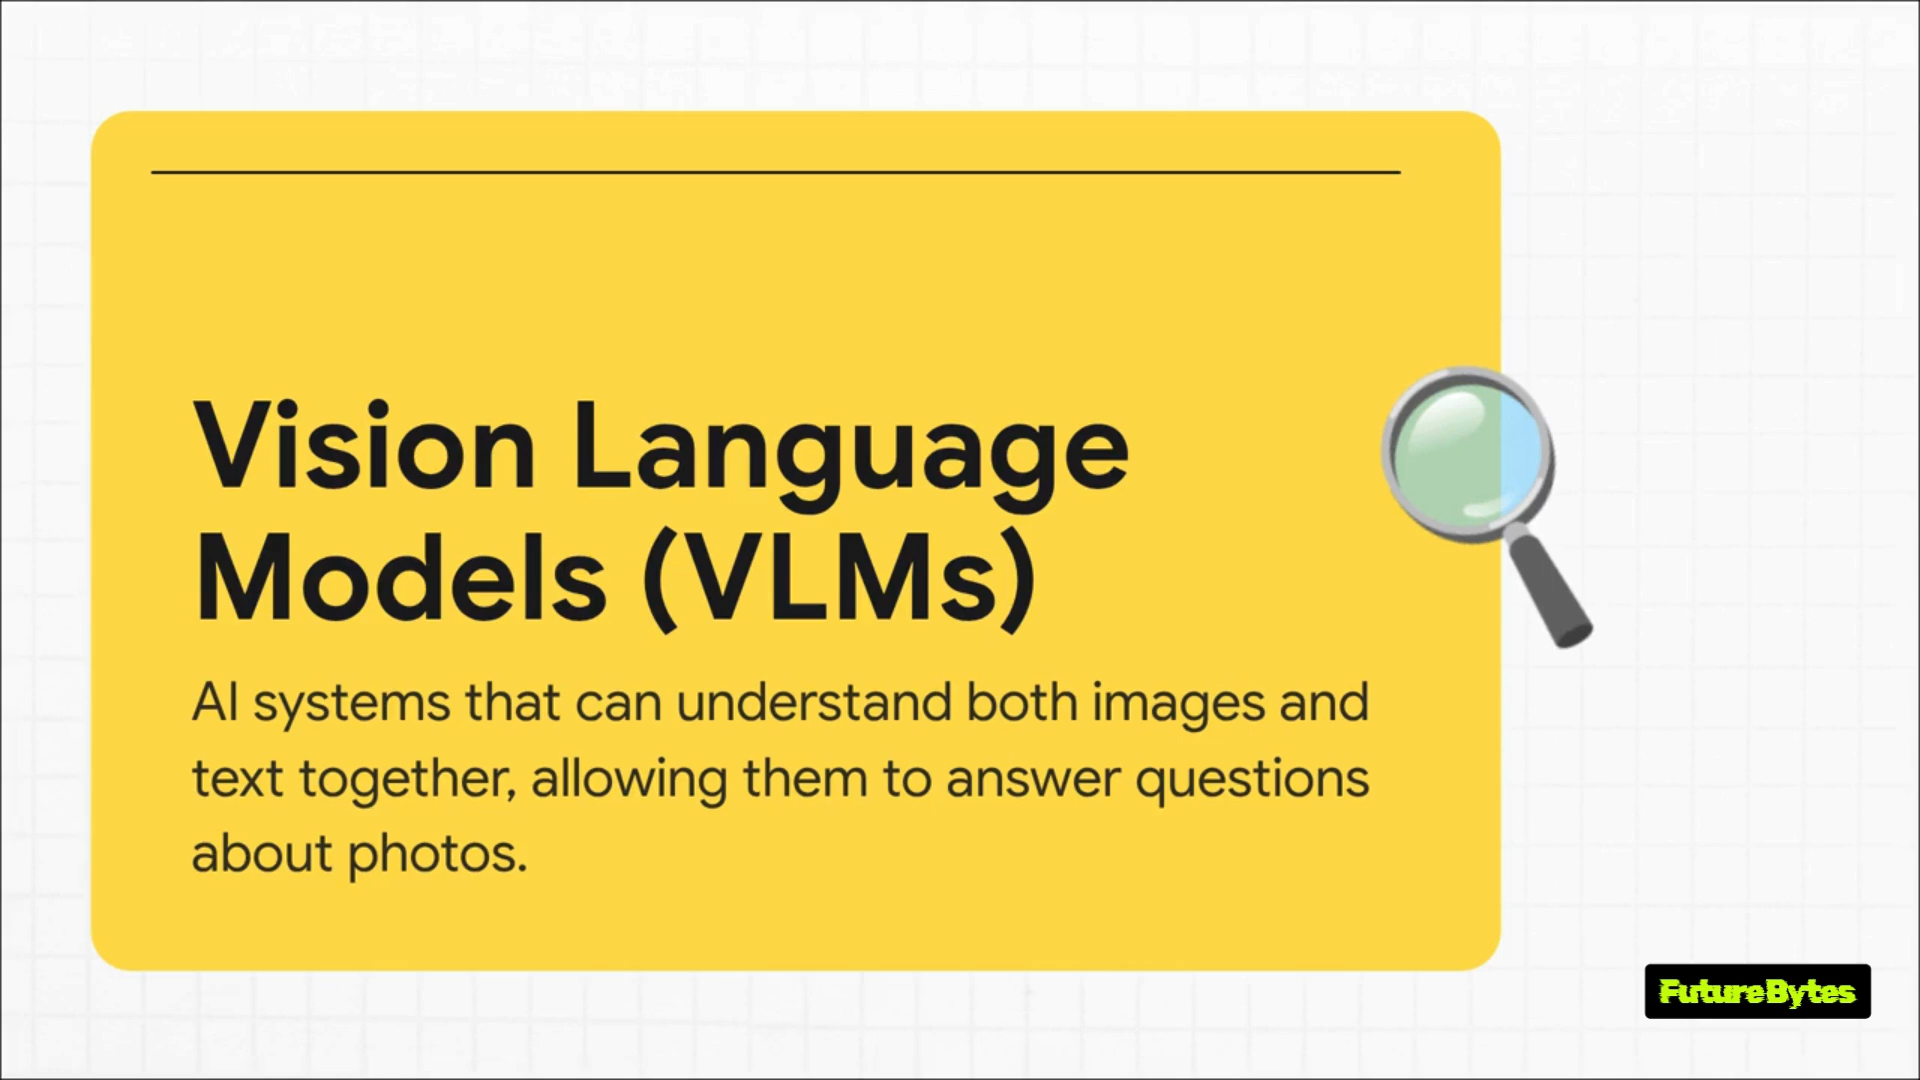 Vision Language
Models (VLMs)
AI systems that can understand both images and
text together, allowing them to answer questions
about photos.
FutureBytes